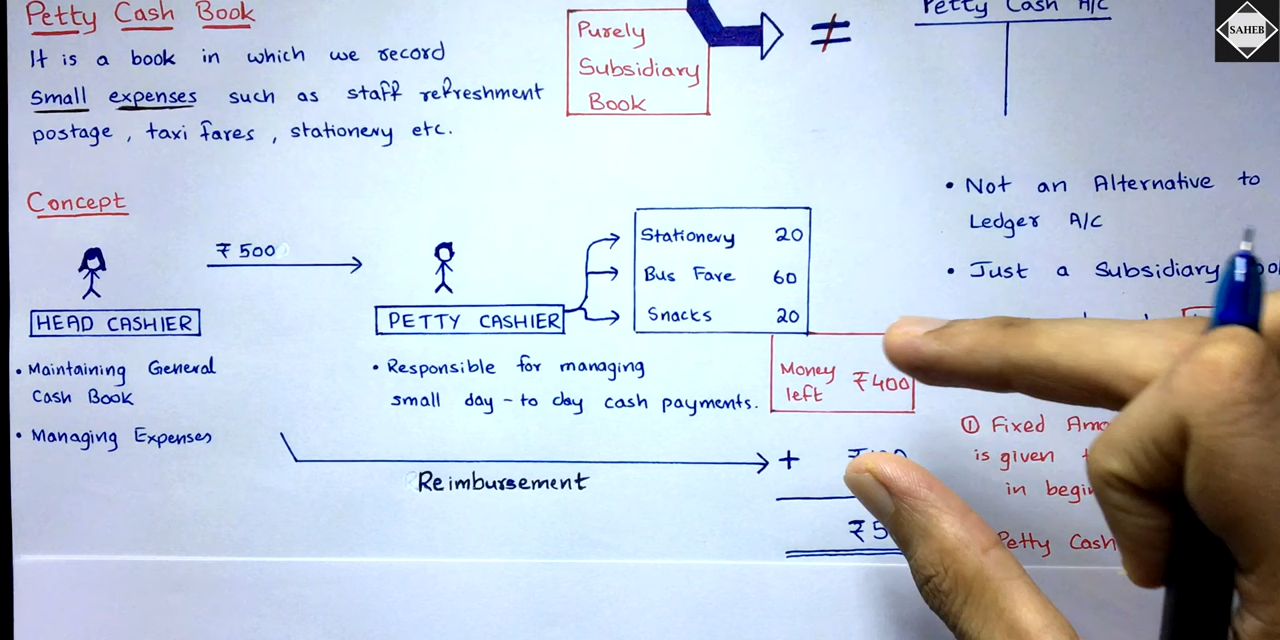 Petty Cash Book
It is a book in which we record
small expenses such as staff refreshment
postage, taxi fares, stationery etc.
Purely
Subsidiary
Book
≠
Petty Cash A/C
SAHEB
Concept
₹ 500
HEAD CASHIER
• Maintaining General
Cash Book
• Managing Expenses
PETTY CASHIER
• Responsible for managing
small day-to day cash payments.
Stationery 20
Bus Fare 60
Snacks 20
Money
left ₹400
Reimbursement
+
• Not an Alternative to
Ledger A/C
• Just a Subsidiary
① Fixed
is given
in
Petty Cash